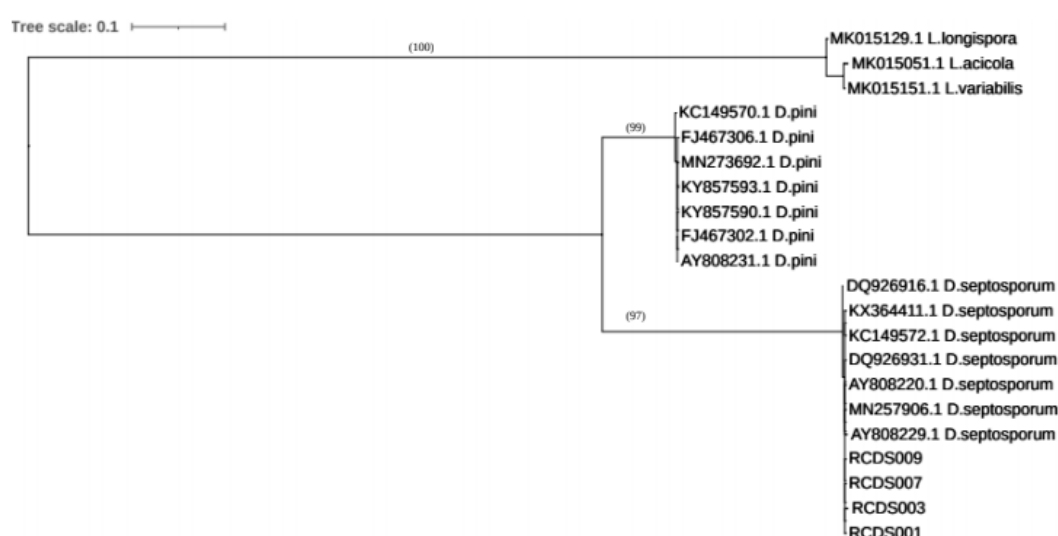 Tree scale: 0.1
(100)
MK015129.1 L.longispora
MK015051.1 L.acicola
MK015151.1 L.variabilis
KC149570.1 D.pini
(99)
FJ467306.1 D.pini
MN273692.1 D.pini
KY857593.1 D.pini
KY857590.1 D.pini
FJ467302.1 D.pini
AY808231.1 D.pini
DQ926916.1 D.septosporum
KX364411.1 D.septosporum
(97)
KC149572.1 D.septosporum
DQ926931.1 D.septosporum
AY808220.1 D.septosporum
MN257906.1 D.septosporum
AY808229.1 D.septosporum
RCDS009
RCDS007
RCDS003
RCDS001